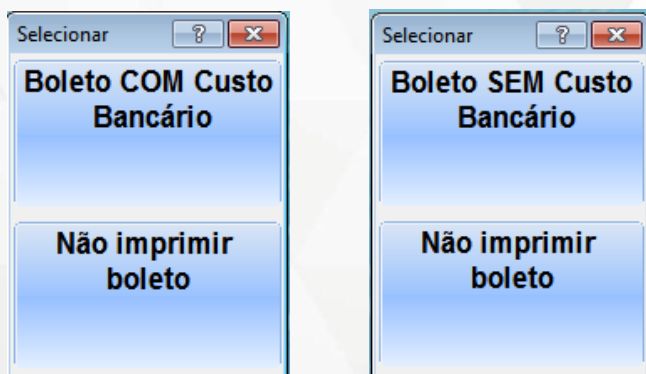 Selecionar
Boleto COM Custo
Bancário
Não imprimir
boleto
Selecionar
Boleto SEM Custo
Bancário
Não imprimir
boleto